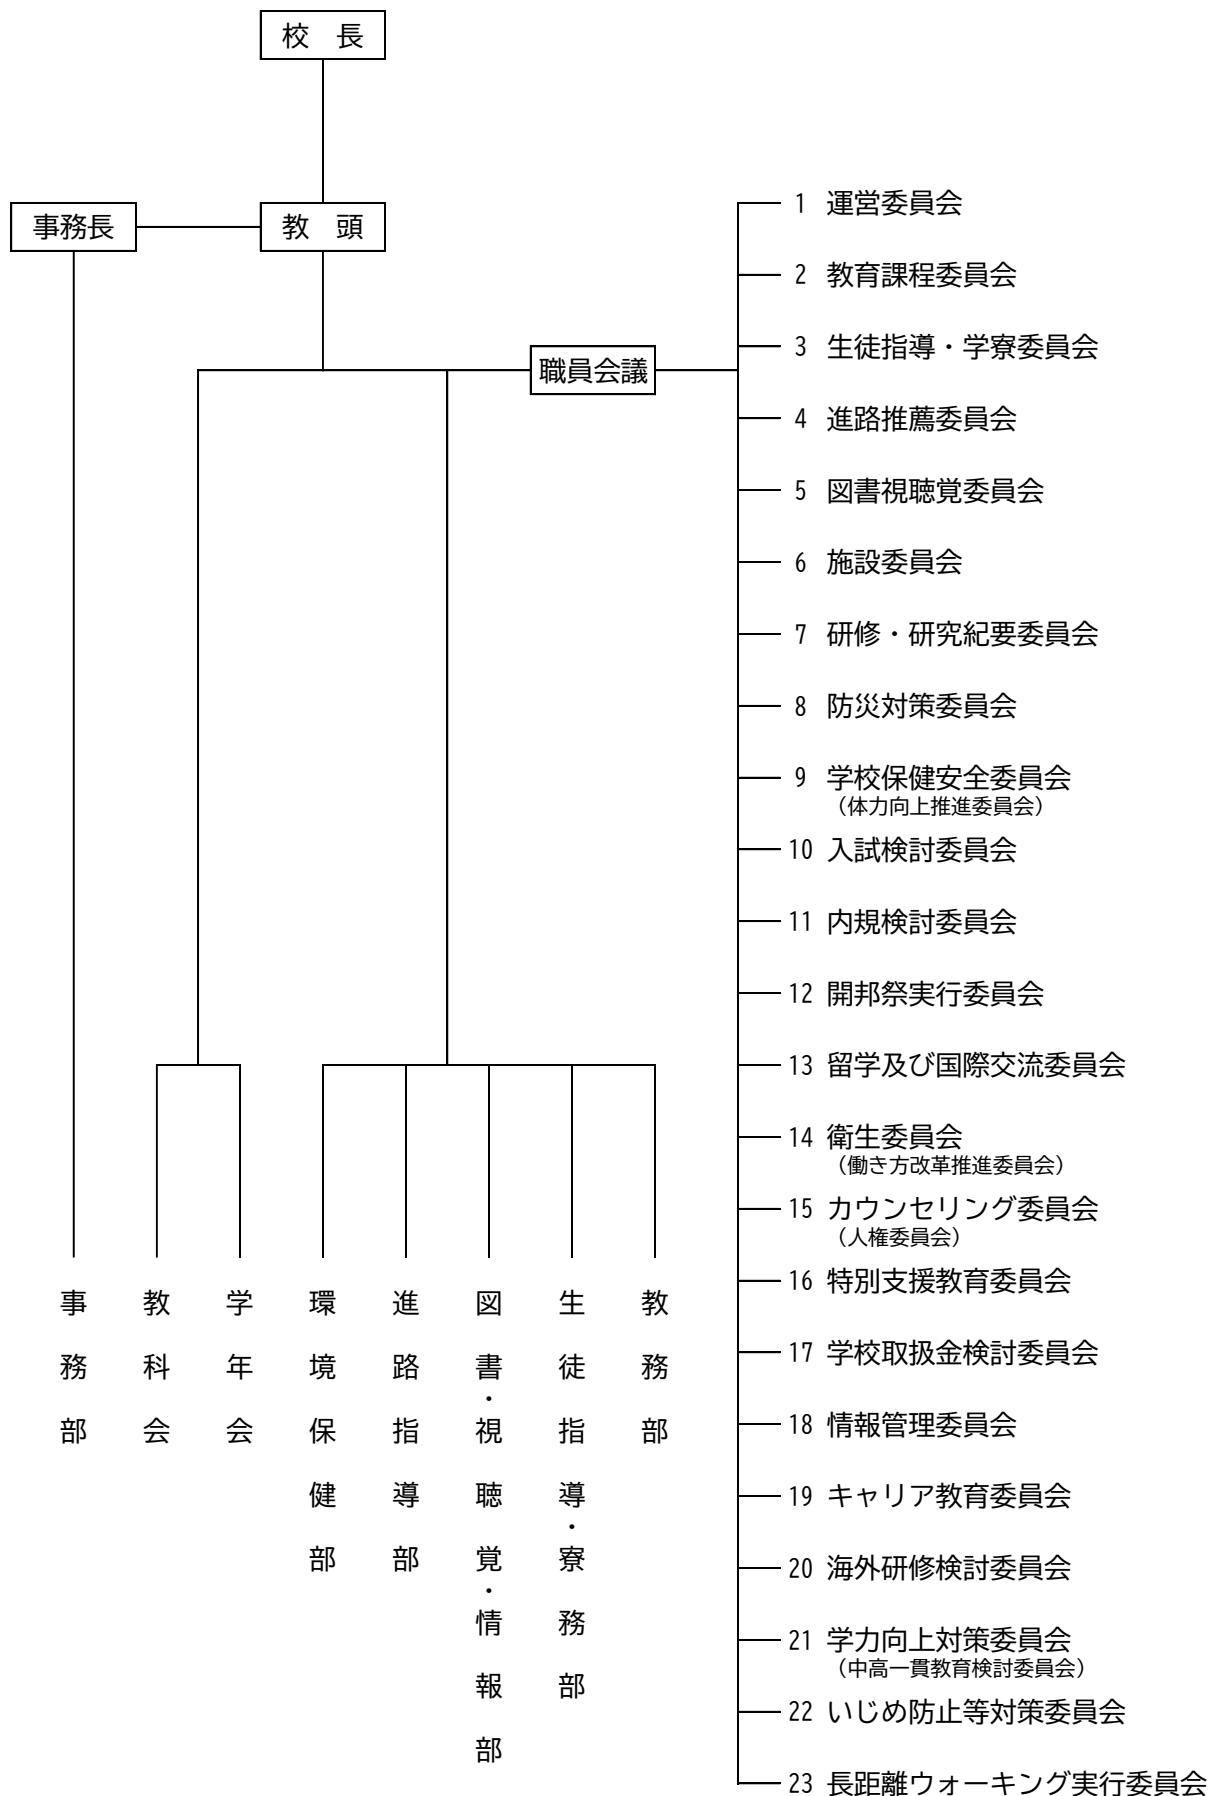 校　長
事務長
教　頭
職員会議
1 運営委員会
2 教育課程委員会
3 生徒指導・学寮委員会
4 進路推薦委員会
5 図書視聴覚委員会
6 施設委員会
7 研修・研究紀要委員会
8 防災対策委員会
9 学校保健安全委員会
（体力向上推進委員会）
10 入試検討委員会
11 内規検討委員会
12 開邦祭実行委員会
13 留学及び国際交流委員会
14 衛生委員会
（働き方改革推進委員会）
15 カウンセリング委員会
（人権委員会）
16 特別支援教育委員会
17 学校取扱金検討委員会
18 情報管理委員会
19 キャリア教育委員会
20 海外研修検討委員会
21 学力向上対策委員会
（中高一貫教育検討委員会）
22 いじめ防止等対策委員会
23 長距離ウォーキング実行委員会
事務部
教科会
学年会
環境保健部
進路指導部
図書・視聴覚・情報部
生徒指導・寮務部
教務部